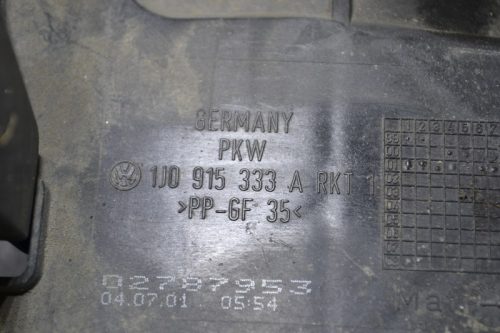 GERMANY
PKW
1J0 915 333 A RKT 1
>PP-GF 35<
02787953
04.07.01 05:54